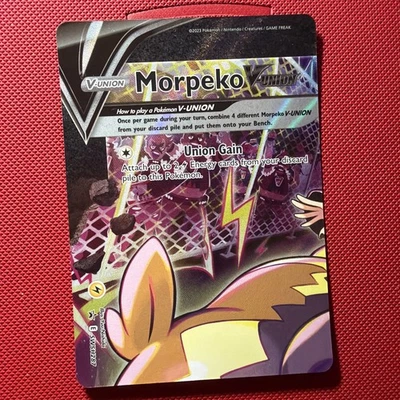 ©2023 Pokémon / Nintendo / Creatures / GAME FREAK
V-UNION
Morpeko V-UNION
How to play a Pokémon V-UNION
Once per game during your turn, combine 4 different Morpeko V-UNION
from your discard pile and put them onto your Bench.
Union Gain
Attach up to 2 Energy cards from your discard
pile to this Pokémon.
E